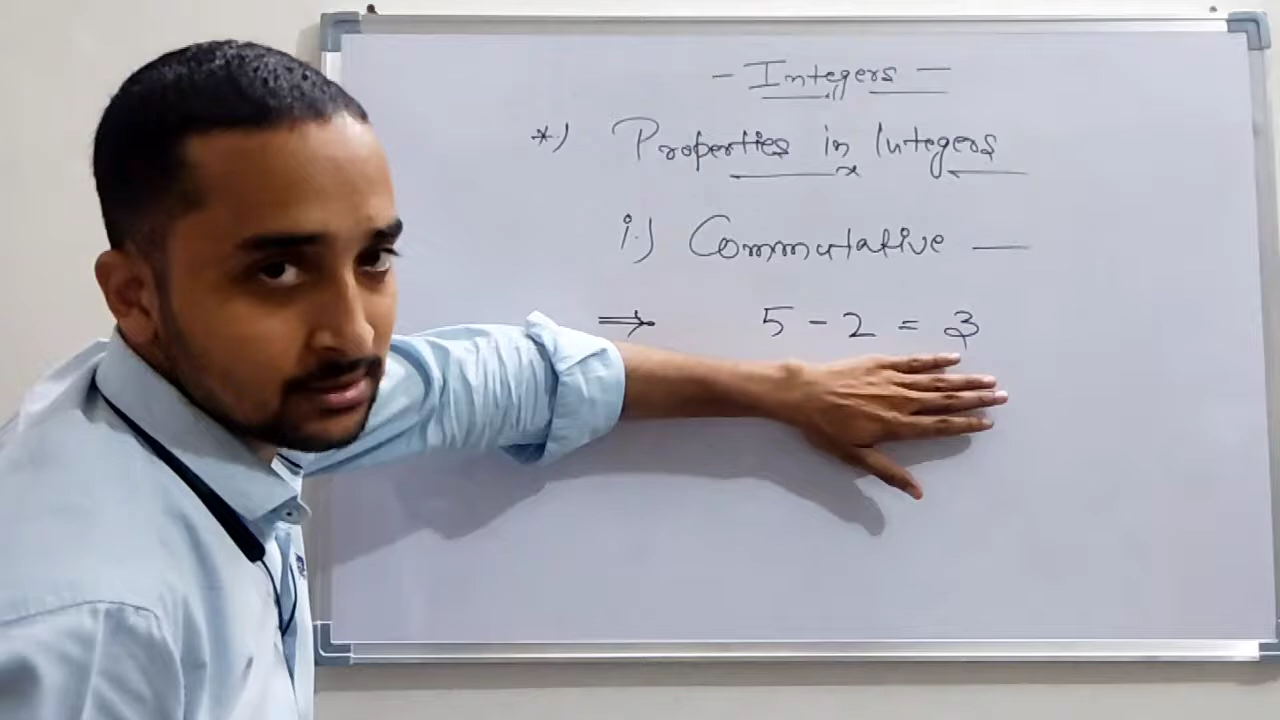 - Integers -
*) Properties in Integers
i.) Commutative —
⇒ 5 - 2 = 3